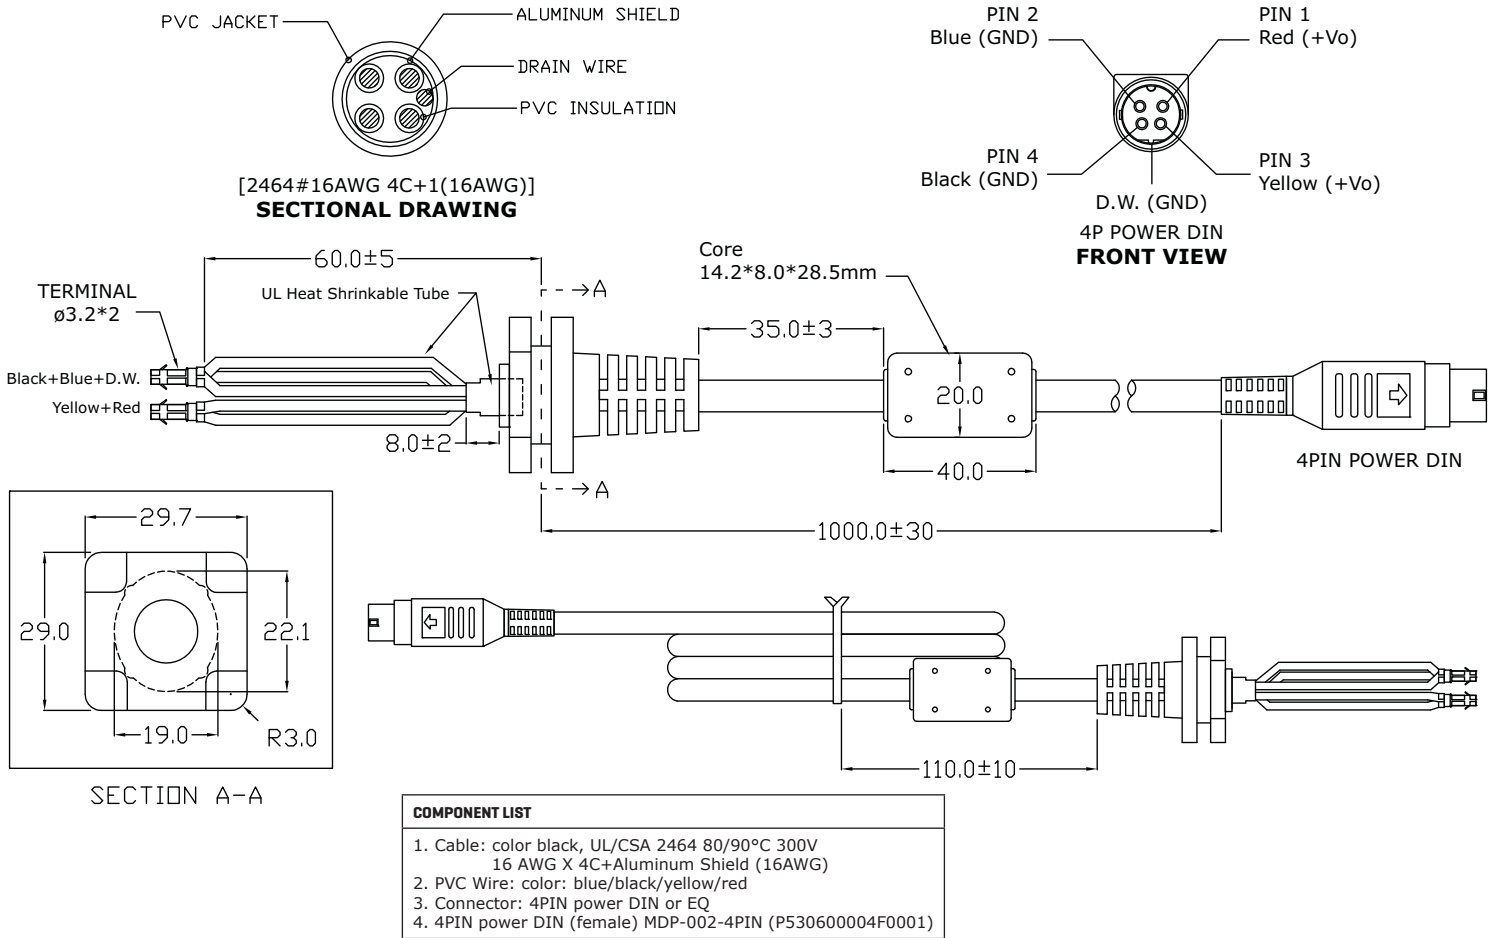 PVC JACKET
ALUMINUM SHIELD
DRAIN WIRE
PVC INSULATION
[2464#16AWG 4C+1(16AWG)]
SECTIONAL DRAWING
PIN 2
Blue (GND)
PIN 1
Red (+Vo)
PIN 4
Black (GND)
PIN 3
Yellow (+Vo)
D.W. (GND)
4P POWER DIN
FRONT VIEW
60.0±5
TERMINAL
ø3.2*2
UL Heat Shrinkable Tube
A
Core
14.2*8.0*28.5mm
35.0±3
Black+Blue+D.W.
Yellow+Red
8.0±2
20.0
40.0
4PIN POWER DIN
A
1000.0±30
29.7
29.0
22.1
19.0
R3.0
SECTION A-A
110.0±10
COMPONENT LIST
1. Cable: color black, UL/CSA 2464 80/90°C 300V
16 AWG X 4C+Aluminum Shield (16AWG)
2. PVC Wire: color: blue/black/yellow/red
3. Connector: 4PIN power DIN or EQ
4. 4PIN power DIN (female) MDP-002-4PIN (P530600004F0001)